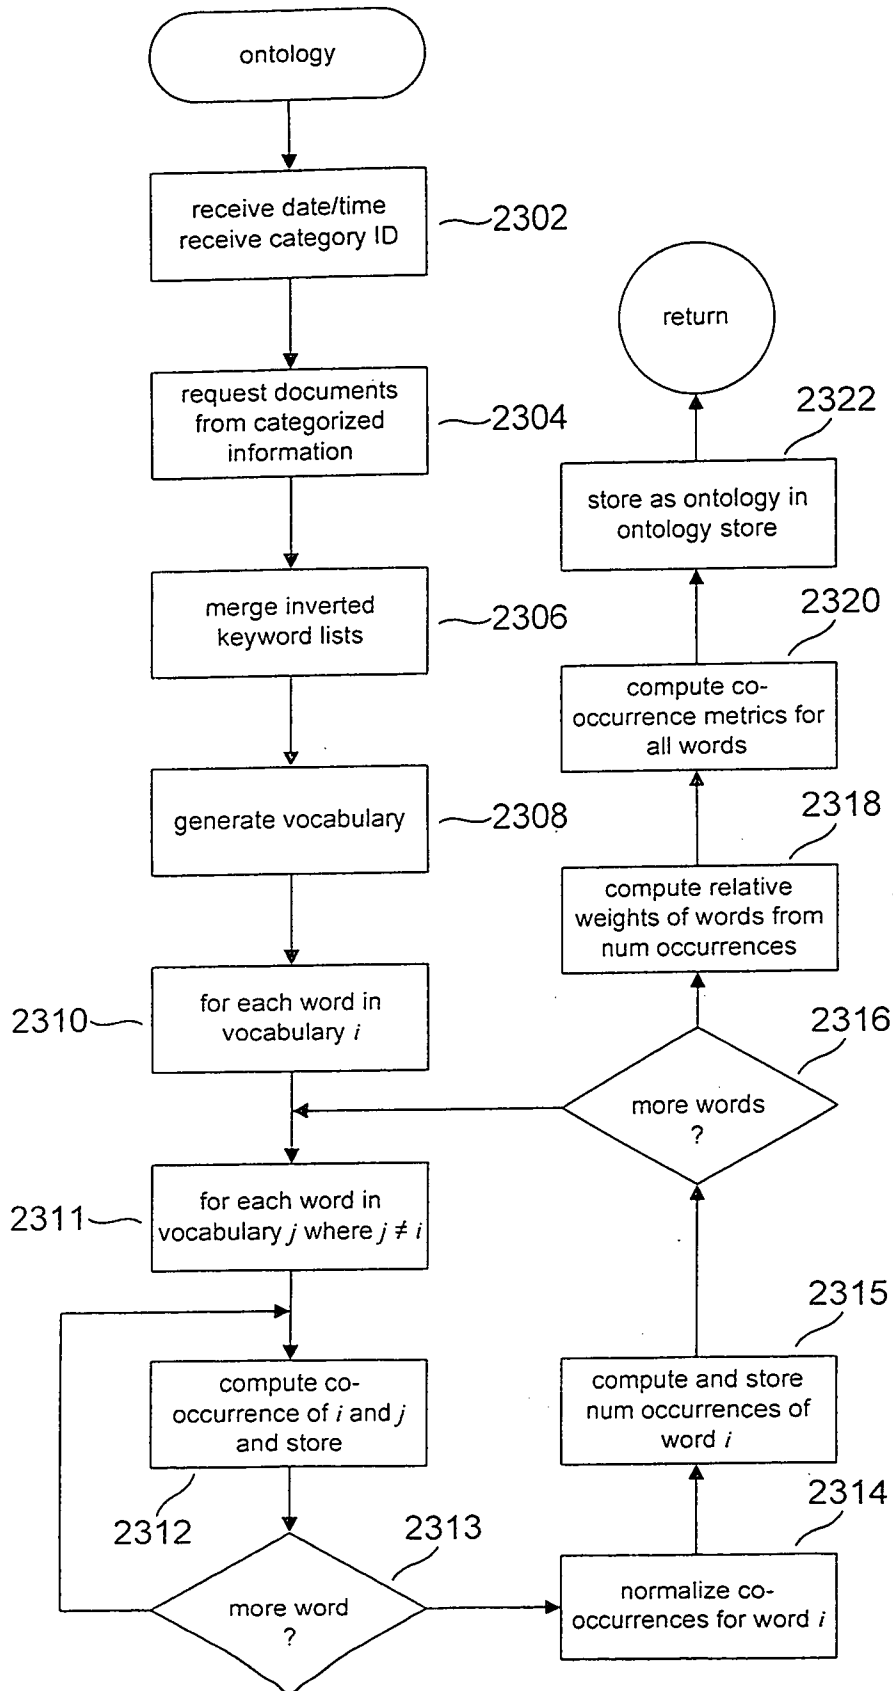 ontology
receive date/time
receive category ID
2302
request documents
from categorized
information
2304
merge inverted
keyword lists
2306
generate vocabulary
2308
for each word in
vocabulary i
2310
for each word in
vocabulary j where j ≠ i
2311
compute co-
occurrence of i and j
and store
2312
more word
?
2313
normalize co-
occurrences for word i
2314
compute and store
num occurrences of
word i
2315
more words
?
2316
compute relative
weights of words from
num occurrences
2318
compute co-
occurrence metrics for
all words
2320
store as ontology in
ontology store
2322
return